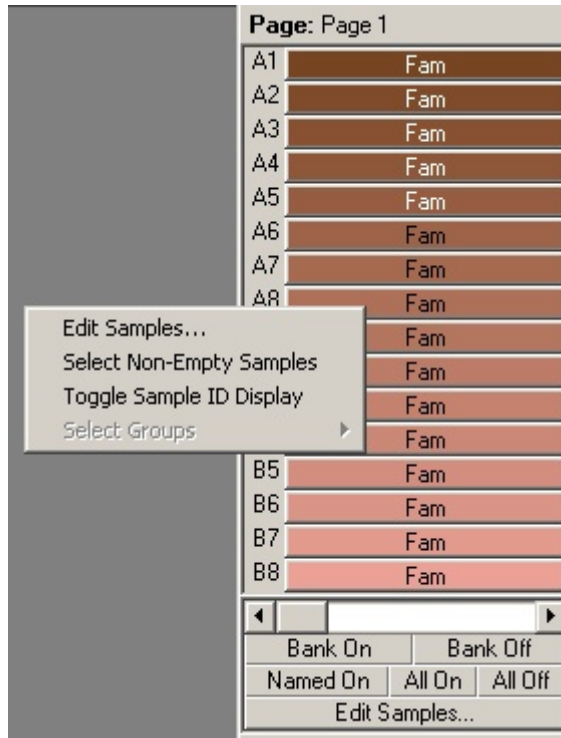 Page: Page 1
A1 Fam
A2 Fam
A3 Fam
A4 Fam
A5 Fam
A6 Fam
A7 Fam
A8 Fam
Fam
Fam
Fam
Fam
B5 Fam
B6 Fam
B7 Fam
B8 Fam
Edit Samples...
Select Non-Empty Samples
Toggle Sample ID Display
Select Groups
Bank On Bank Off
Named On All On All Off
Edit Samples...